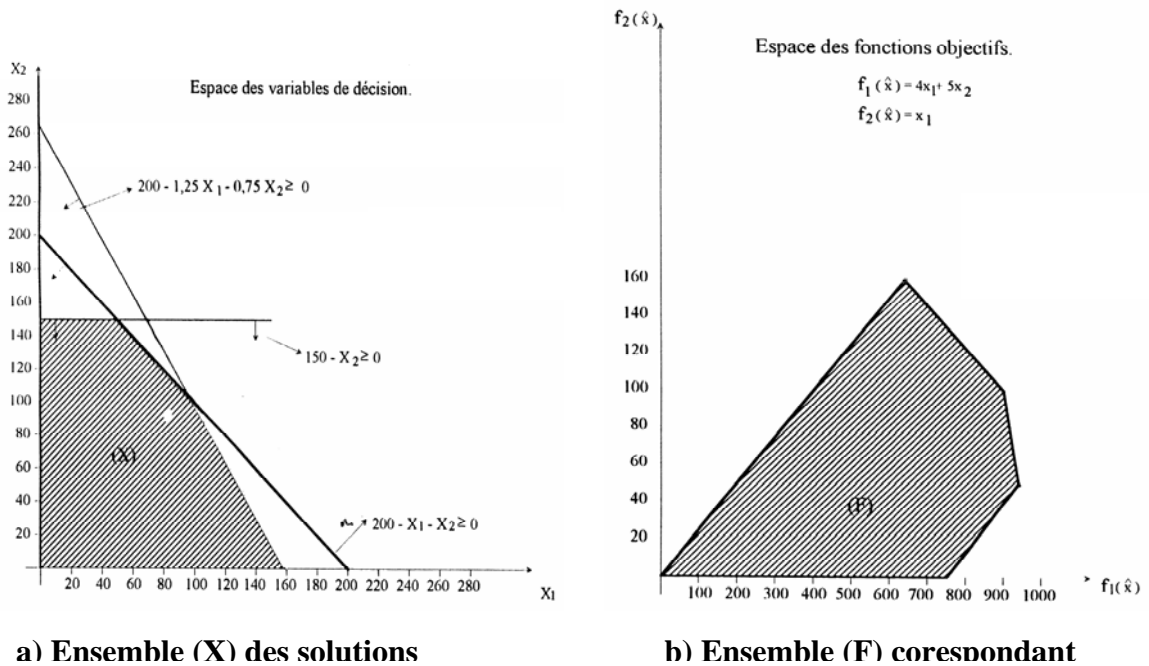 X2
Espace des variables de décision.
280
260
240
220
200
180
160
140
120
100
80
60
40
20
200 - 1,25 X1 - 0,75 X2 ≥ 0
150 - X2 ≥ 0
(X)
200 - X1 - X2 ≥ 0
20 40 60 80 100 120 140 160 180 200 220 240 260 280
X1
f2(x̂)
Espace des fonctions objectifs.
f1(x̂) = 4x1+ 5x2
f2(x̂) = x1
160
140
120
100
80
60
40
20
(F)
100 200 300 400 500 600 700 800 900 1000
f1(x̂)
a) Ensemble (X) des solutions
b) Ensemble (F) corespondant